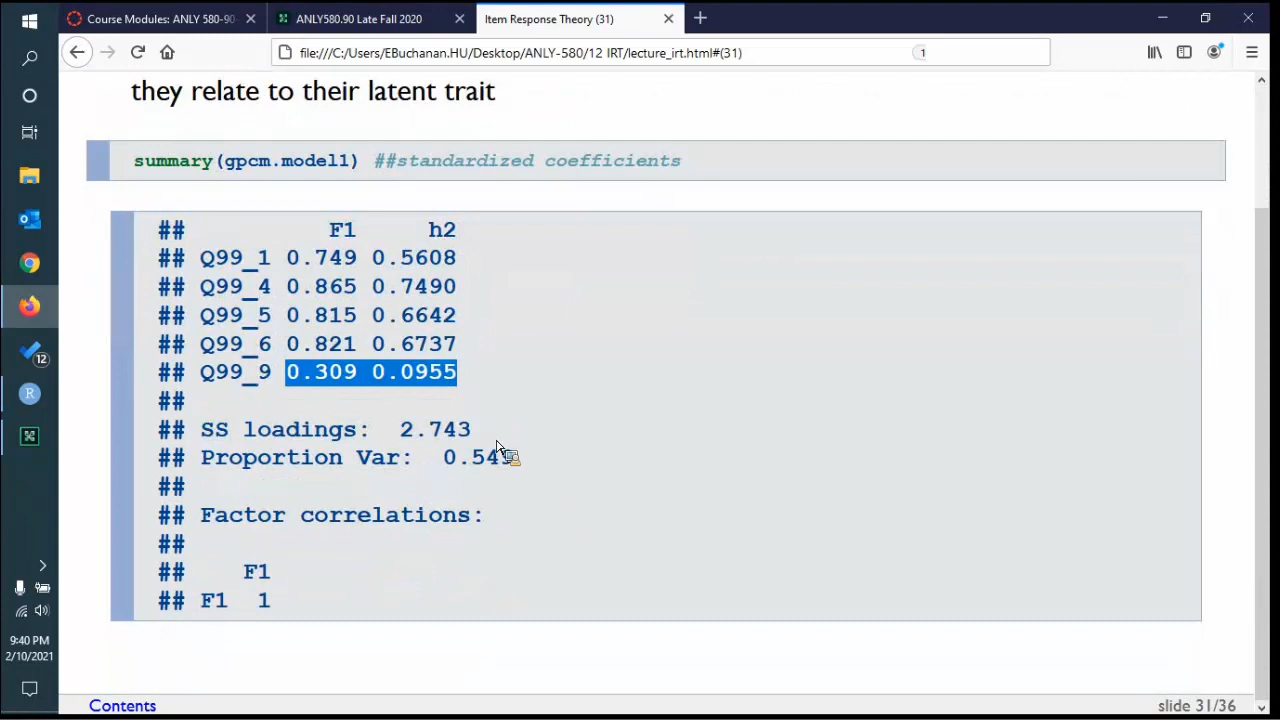 Course Modules: ANLY 580-90-
ANLY580.90 Late Fall 2020
Item Response Theory (31)
file:///C:/Users/EBuchanan.HU/Desktop/ANLY-580/12 IRT/lecture_irt.html#(31)
1
they relate to their latent trait
summary(gpcm.model1) ##standardized coefficients
## F1 h2
## Q99_1 0.749 0.5608
## Q99_4 0.865 0.7490
## Q99_5 0.815 0.6642
## Q99_6 0.821 0.6737
## Q99_9 0.309 0.0955
##
## SS loadings: 2.743
## Proportion Var:
##
## Factor correlations:
##
## F1
## F1 1
12
9:40 PM
2/10/2021
Contents
slide 31/36